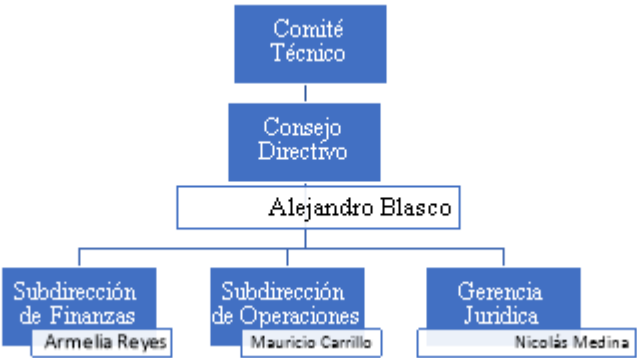 Comité
Técnico
Consejo
Directivo
Alejandro Blasco
Subdirección
de Finanzas
Armelia Reyes
Subdirección
de Operaciones
Mauricio Carrillo
Gerencia
Juridica
Nicolás Medina